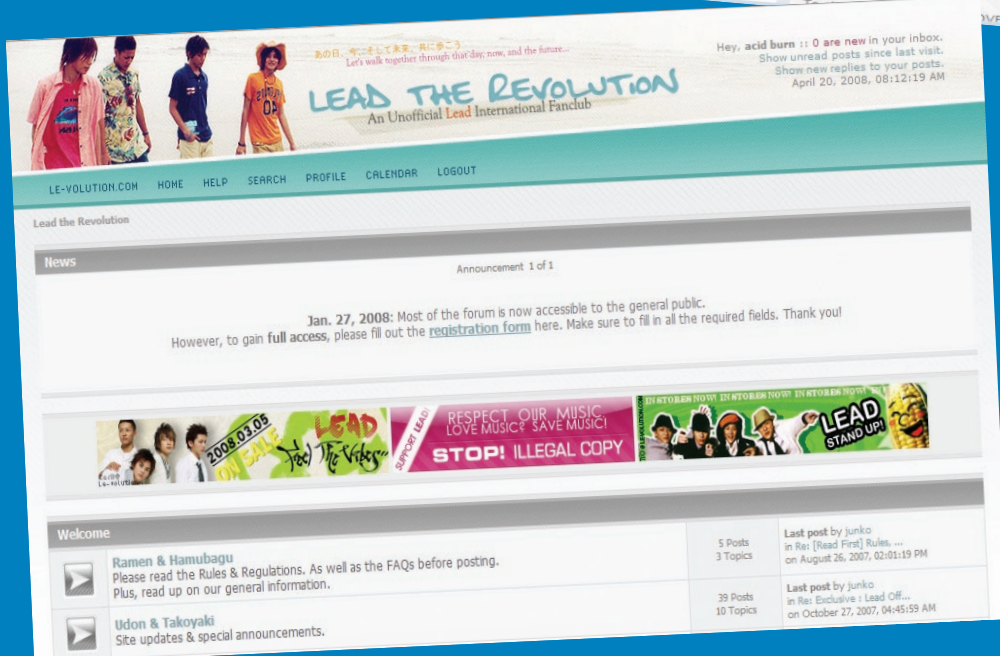 あの日、今、そして未来、共に歩こう
Let's walk together through that day, now, and the future...
LEAD THE REVOLUTION
An Unofficial Lead International Fanclub
Hey, acid burn :: 0 are new in your inbox.
Show unread posts since last visit.
Show new replies to your posts.
April 20, 2008, 08:12:19 AM
LE-VOLUTION.COM HOME HELP SEARCH PROFILE CALENDAR LOGOUT
Lead the Revolution
News
Announcement 1 of 1
Jan. 27, 2008: Most of the forum is now accessible to the general public.
However, to gain full access, please fill out the registration form here. Make sure to fill in all the required fields. Thank you!
2008.03.05
ON SALE
LEAD
Feel The Vibes
Le-volution
SUPPORT LEAD!
RESPECT OUR MUSIC,
LOVE MUSIC? SAVE MUSIC!
STOP! ILLEGAL COPY
IN STORES NOW! IN STORES NOW! IN STORES NOW! IN
LEAD
STAND UP!
Welcome
Ramen & Hamubagu
Please read the Rules & Regulations. As well as the FAQs before posting.
Plus, read up on our general information.
5 Posts
3 Topics
Last post by junko
in Re: [Read First] Rules, ...
on August 26, 2007, 02:01:19 PM
Udon & Takoyaki
Site updates & special announcements.
39 Posts
10 Topics
Last post by junko
in Re: Exclusive : Lead Off...
on October 27, 2007, 04:45:59 AM